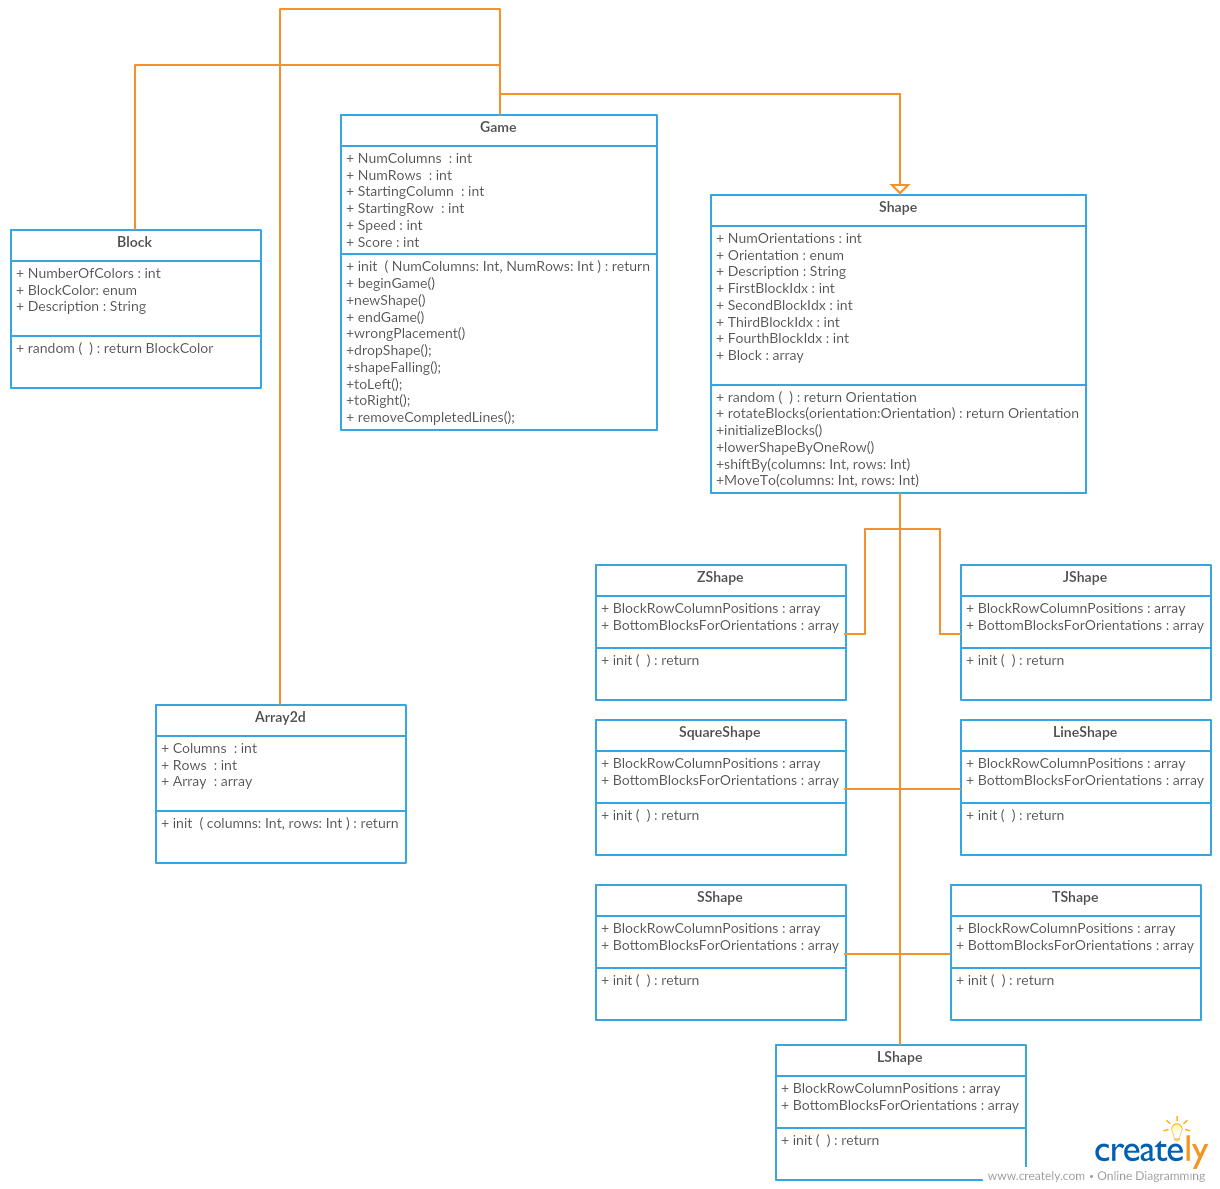 Game
+ NumColumns  : int
+ NumRows  : int
+ StartingColumn  : int
+ StartingRow  : int
+ Speed : int
+ Score : int
+ init  ( NumColumns: Int, NumRows: Int ) : return
+ beginGame()
+newShape()
+ endGame()
+wrongPlacement()
+dropShape();
+shapeFalling();
+toLeft();
+toRight();
+ removeCompletedLines();
Block
+ NumberOfColors : int
+ BlockColor: enum
+ Description : String
+ random (  ) : return BlockColor
Shape
+ NumOrientations : int
+ Orientation : enum
+ Description : String
+ FirstBlockIdx : int
+ SecondBlockIdx : int
+ ThirdBlockIdx : int
+ FourthBlockIdx : int
+ Block : array
+ random (  ) : return Orientation
+ rotateBlocks(orientation:Orientation) : return Orientation
+initializeBlocks()
+lowerShapeByOneRow()
+shiftBy(columns: Int, rows: Int)
+MoveTo(columns: Int, rows: Int)
ZShape
+ BlockRowColumnPositions : array
+ BottomBlocksForOrientations : array
+ init (  ) : return
JShape
+ BlockRowColumnPositions : array
+ BottomBlocksForOrientations : array
+ init (  ) : return
Array2d
+ Columns  : int
+ Rows  : int
+ Array  : array
+ init  ( columns: Int, rows: Int ) : return
SquareShape
+ BlockRowColumnPositions : array
+ BottomBlocksForOrientations : array
+ init (  ) : return
LineShape
+ BlockRowColumnPositions : array
+ BottomBlocksForOrientations : array
+ init (  ) : return
SShape
+ BlockRowColumnPositions : array
+ BottomBlocksForOrientations : array
+ init (  ) : return
TShape
+ BlockRowColumnPositions : array
+ BottomBlocksForOrientations : array
+ init (  ) : return
LShape
+ BlockRowColumnPositions : array
+ BottomBlocksForOrientations : array
+ init (  ) : return
creately
www.creately.com • Online Diagramming